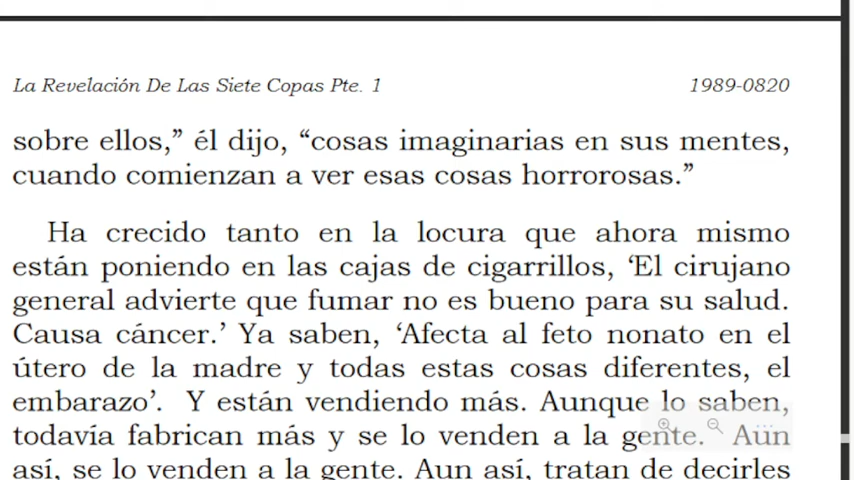 La Revelación De Las Siete Copas Pte. 1 1989-0820
sobre ellos,” él dijo, “cosas imaginarias en sus mentes,
cuando comienzan a ver esas cosas horrorosas.”
Ha crecido tanto en la locura que ahora mismo
están poniendo en las cajas de cigarrillos, ‘El cirujano
general advierte que fumar no es bueno para su salud.
Causa cáncer.’ Ya saben, ‘Afecta al feto nonato en el
útero de la madre y todas estas cosas diferentes, el
embarazo’. Y están vendiendo más. Aunque lo saben,
todavía fabrican más y se lo venden a la gente. Aún
así, se lo venden a la gente. Aun así, tratan de decirles